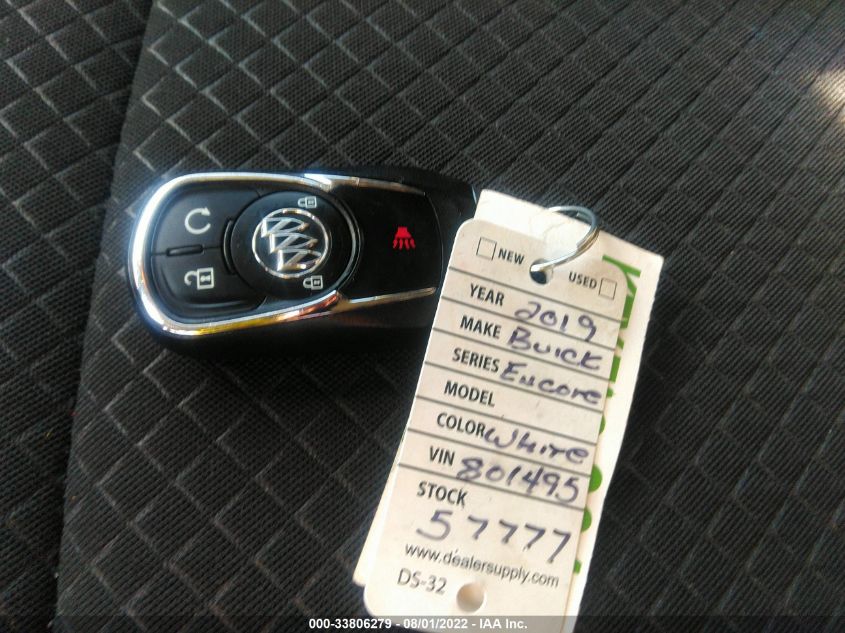 NEW USED
YEAR 2019
MAKE Buick
SERIES Encore
MODEL
COLOR White
VIN 801495
STOCK
57777
www.dealersupply.com
DS-32
000-33806279 - 08/01/2022 - IAA Inc.